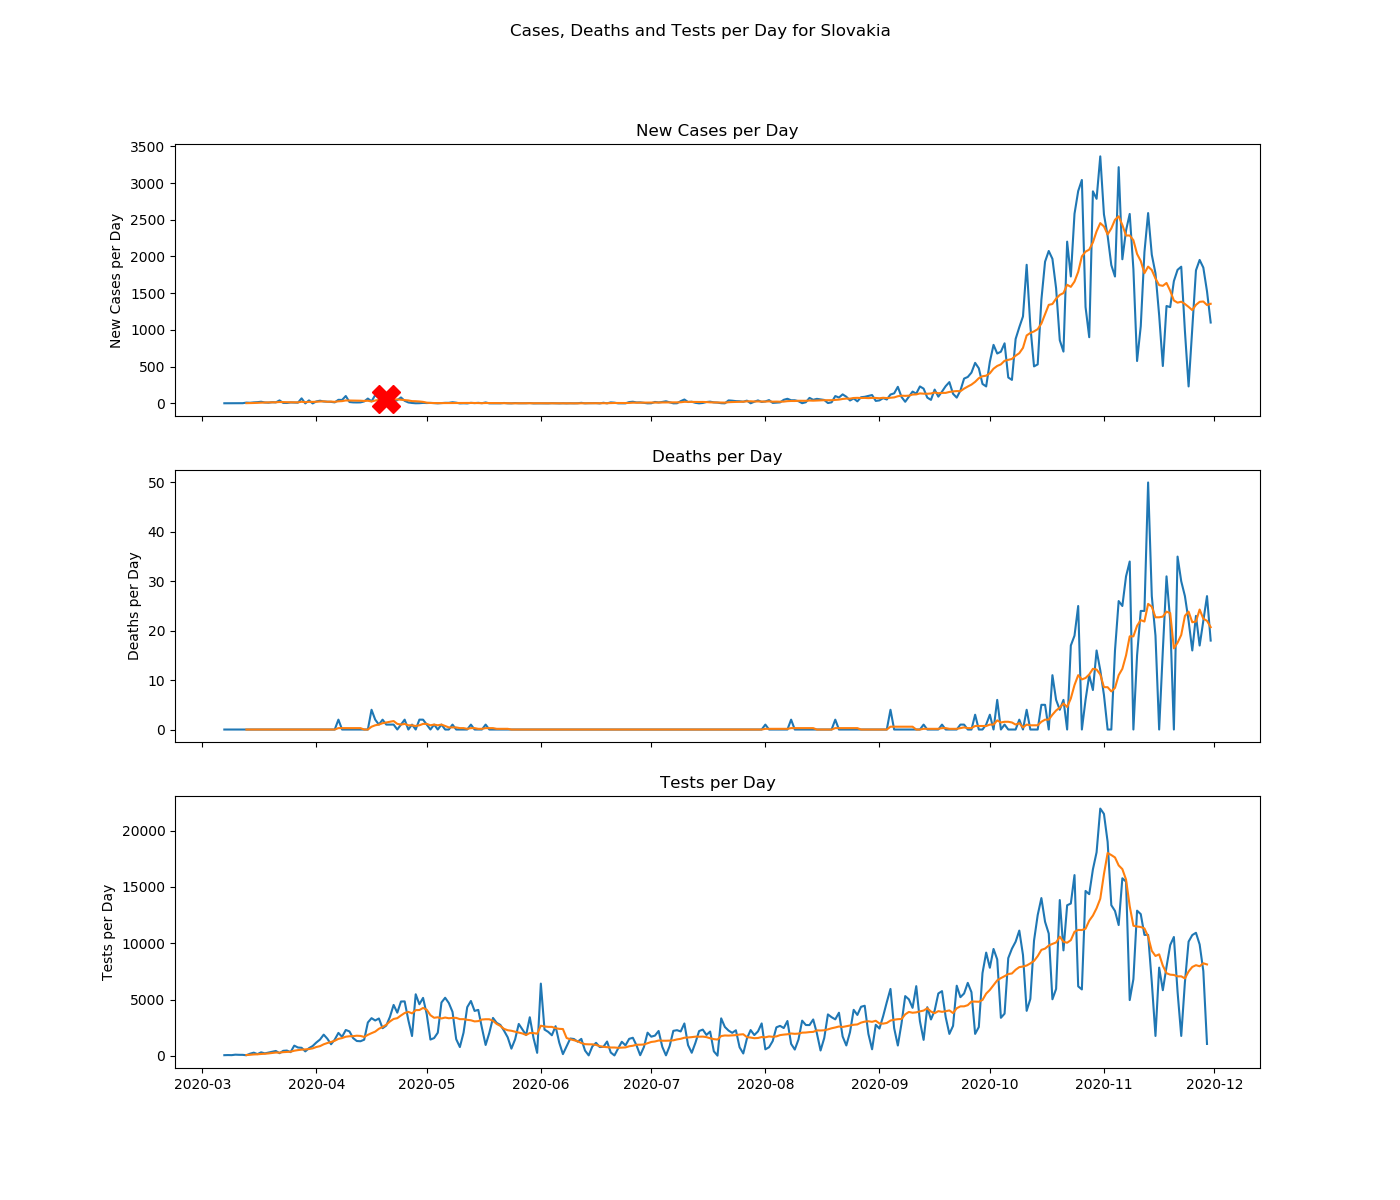 Cases, Deaths and Tests per Day for Slovakia
New Cases per Day
3500
3000
2500
2000
1500
1000
500
0
New Cases per Day
Deaths per Day
50
40
30
20
10
0
Deaths per Day
Tests per Day
20000
15000
10000
5000
0
Tests per Day
2020-03 2020-04 2020-05 2020-06 2020-07 2020-08 2020-09 2020-10 2020-11 2020-12